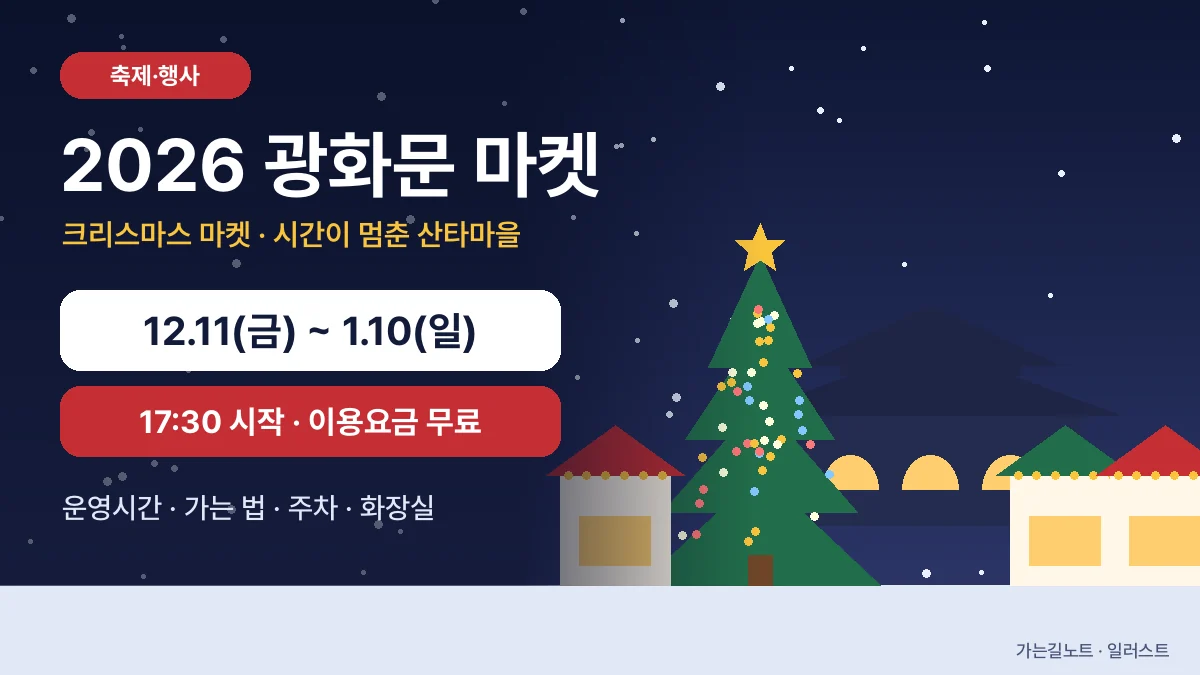 축제·행사
2026 광화문 마켓
크리스마스 마켓 · 시간이 멈춘 산타마을
12.11(금) ~ 1.10(일)
17:30 시작 · 이용요금 무료
운영시간 · 가는 법 · 주차 · 화장실
가는길노트 · 일러스트